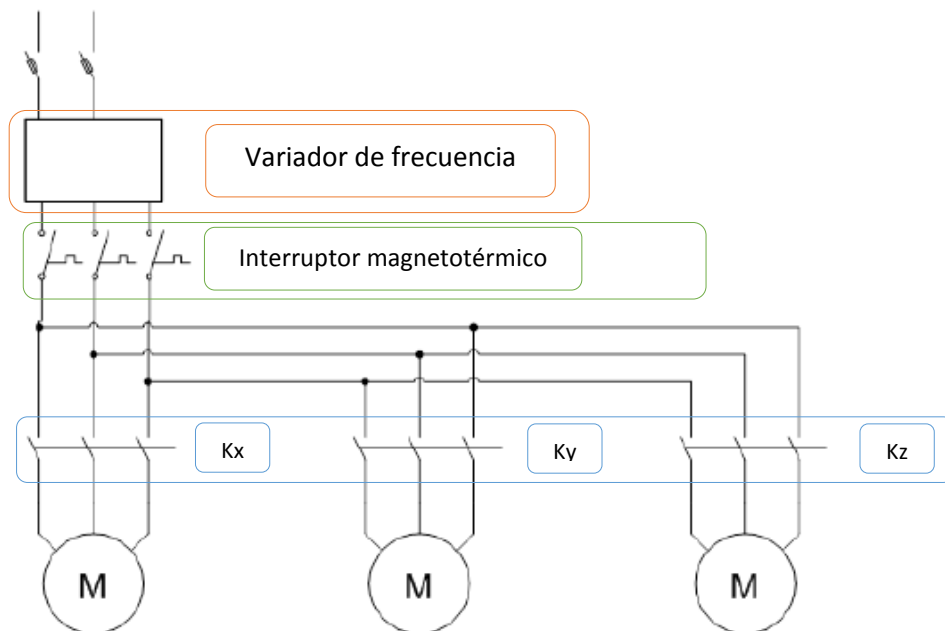 Variador de frecuencia
Interruptor magnetotérmico
Kx
Ky
Kz
M
M
M